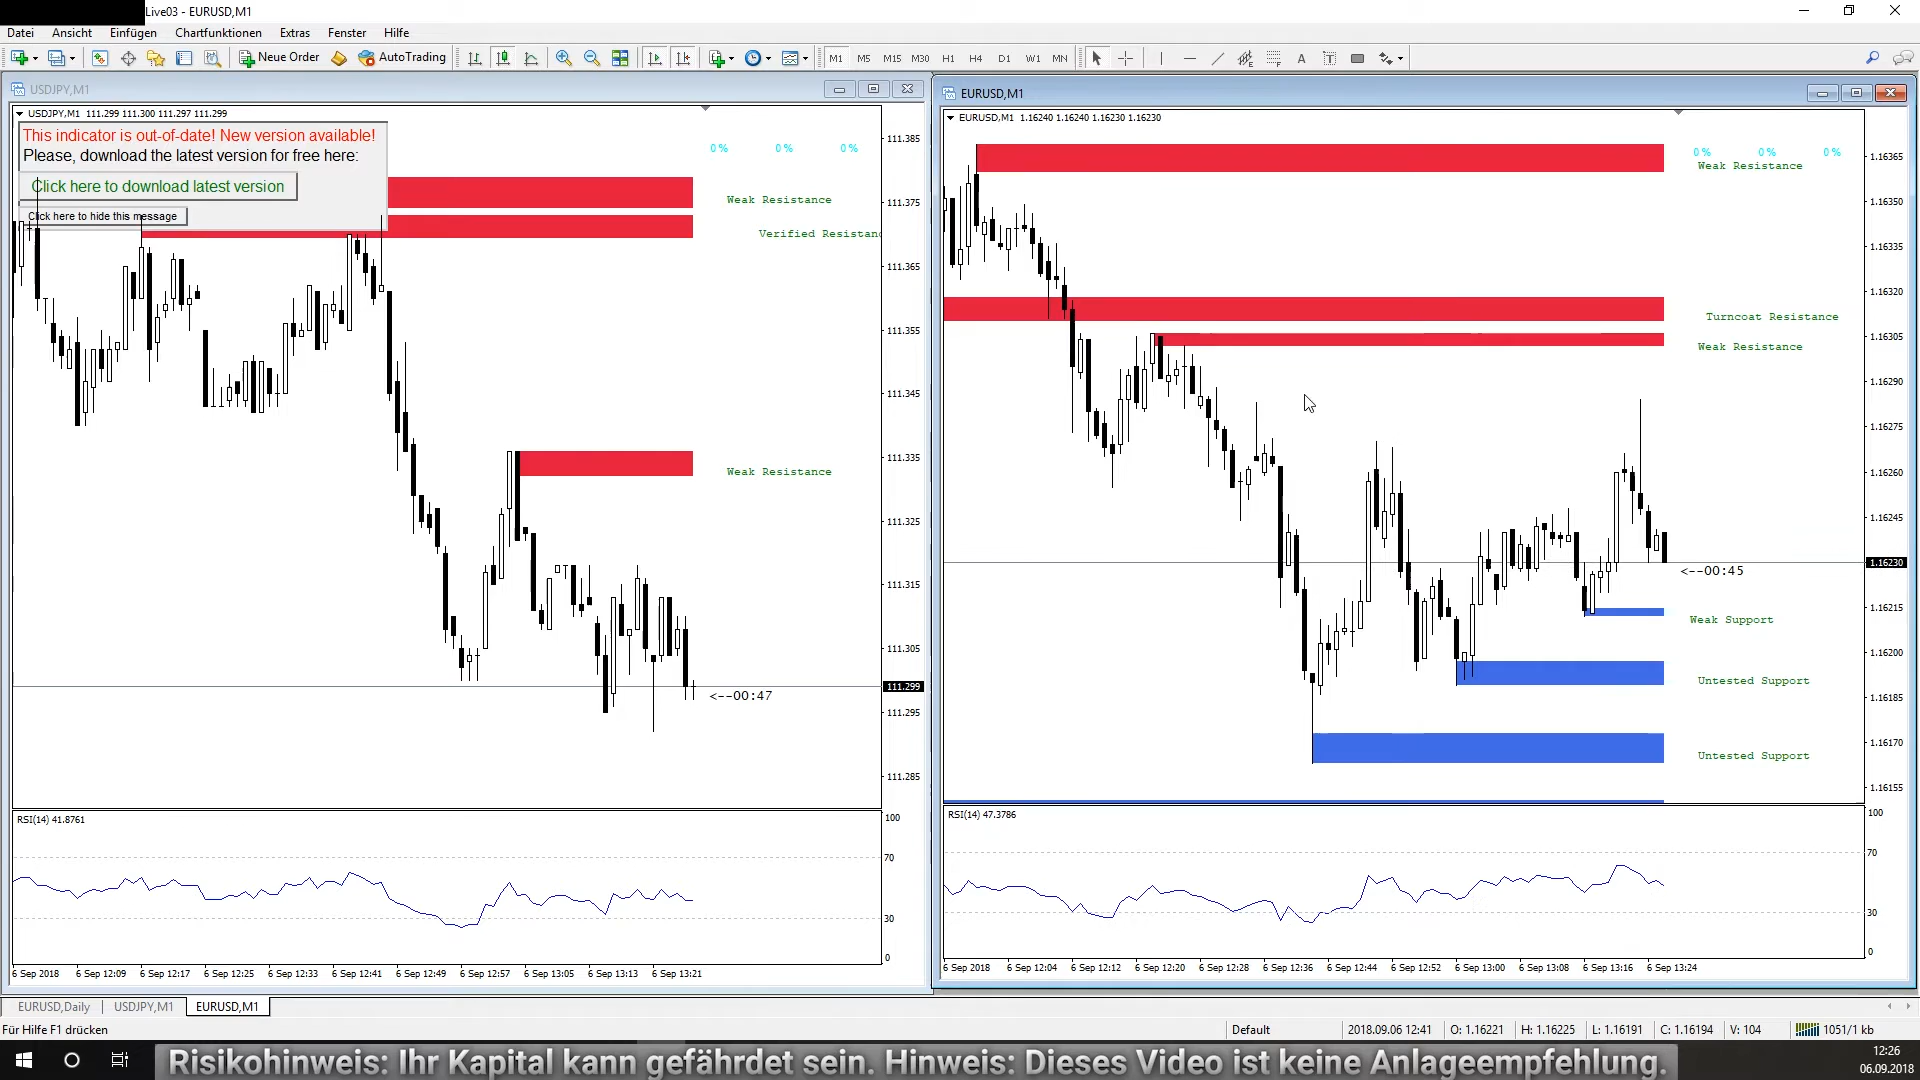 Live03 - EURUSD,M1
Datei Ansicht Einfügen Chartfunktionen Extras Fenster Hilfe
Neue Order AutoTrading M1 M5 M15 M30 H1 H4 D1 W1 MN A T
USDJPY,M1
USDJPY,M1 111.299 111.300 111.297 111.299
This indicator is out-of-date! New version available!
Please, download the latest version for free here:
Click here to download latest version
Click here to hide this message
0 % 0 % 0 %
Weak Resistance
Verified Resistanc
Weak Resistance
<--00:47
111.385
111.375
111.365
111.355
111.345
111.335
111.325
111.315
111.305
111.299
111.295
111.285
RSI(14) 41.8761
100
70
30
0
6 Sep 2018 6 Sep 12:09 6 Sep 12:17 6 Sep 12:25 6 Sep 12:33 6 Sep 12:41 6 Sep 12:49 6 Sep 12:57 6 Sep 13:05 6 Sep 13:13 6 Sep 13:21
EURUSD,M1
EURUSD,M1 1.16240 1.16240 1.16230 1.16230
0 % 0 % 0 %
Weak Resistance
Turncoat Resistance
Weak Resistance
<--00:45
Weak Support
Untested Support
Untested Support
1.16365
1.16350
1.16335
1.16320
1.16305
1.16290
1.16275
1.16260
1.16245
1.16230
1.16215
1.16200
1.16185
1.16170
1.16155
RSI(14) 47.3786
100
70
30
0
6 Sep 2018 6 Sep 12:04 6 Sep 12:12 6 Sep 12:20 6 Sep 12:28 6 Sep 12:36 6 Sep 12:44 6 Sep 12:52 6 Sep 13:00 6 Sep 13:08 6 Sep 13:16 6 Sep 13:24
EURUSD,Daily USDJPY,M1 EURUSD,M1
Für Hilfe F1 drücken Default 2018.09.06 12:41 O: 1.16221 H: 1.16225 L: 1.16191 C: 1.16194 V: 104 1051/1 kb
Risikohinweis: Ihr Kapital kann gefährdet sein. Hinweis: Dieses Video ist keine Anlageempfehlung.
12:26
06.09.2018